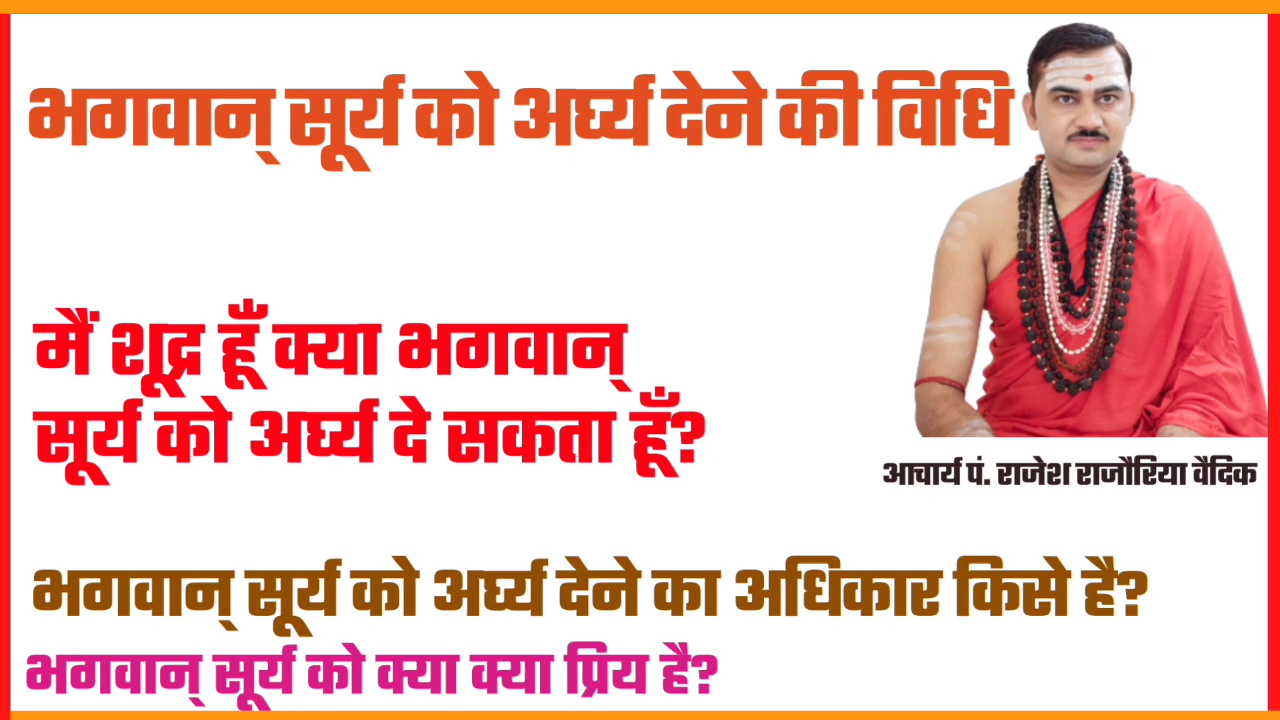 भगवान् सूर्य को अर्घ्य देने की विधि
मैं शूद्र हूँ क्या भगवान्
सूर्य को अर्घ्य दे सकता हूँ?
आचार्य पं. राजेश राजौरिया वैदिक
भगवान् सूर्य को अर्घ्य देने का अधिकार किसे है?
भगवान् सूर्य को क्या क्या प्रिय है?